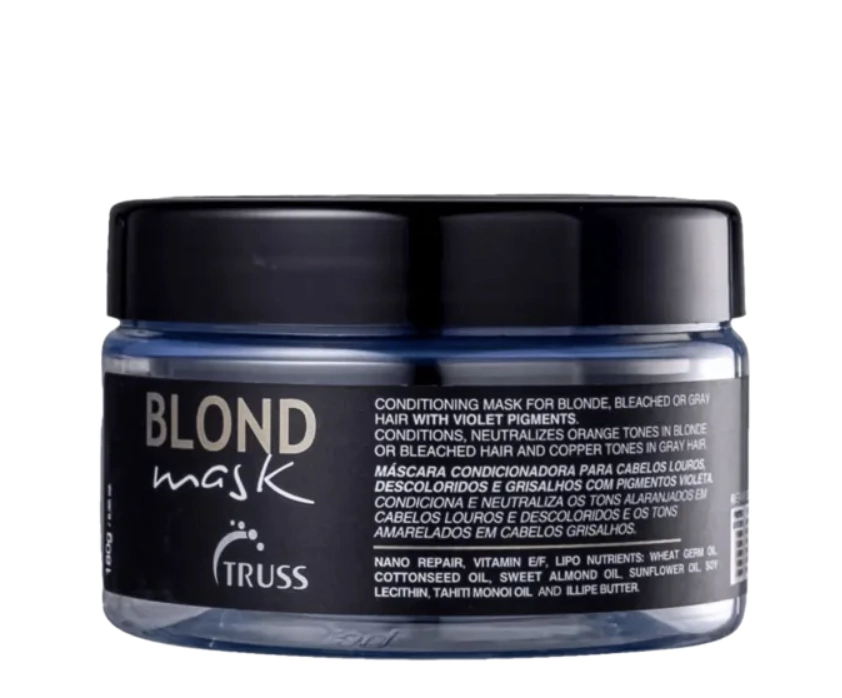 BLOND
mask
TRUSS
180g
CONDITIONING MASK FOR BLONDE, BLEACHED OR GRAY
HAIR WITH VIOLET PIGMENTS.
CONDITIONS, NEUTRALIZES ORANGE TONES IN BLONDE
OR BLEACHED HAIR AND COPPER TONES IN GRAY HAIR.
MÁSCARA CONDICIONADORA PARA CABELOS LOUROS,
DESCOLORIDOS E GRISALHOS COM PIGMENTOS VIOLETA.
CONDICIONA E NEUTRALIZA OS TONS ALARANJADOS EM
CABELOS LOUROS E DESCOLORIDOS E OS TONS
AMARELADOS EM CABELOS GRISALHOS.
NANO REPAIR, VITAMIN E/F, LIPO NUTRIENTS: WHEAT GERM OIL,
COTTONSEED OIL, SWEET ALMOND OIL, SUNFLOWER OIL, SOY
LECITHIN, TAHITI MONOI OIL AND ILLIPE BUTTER.